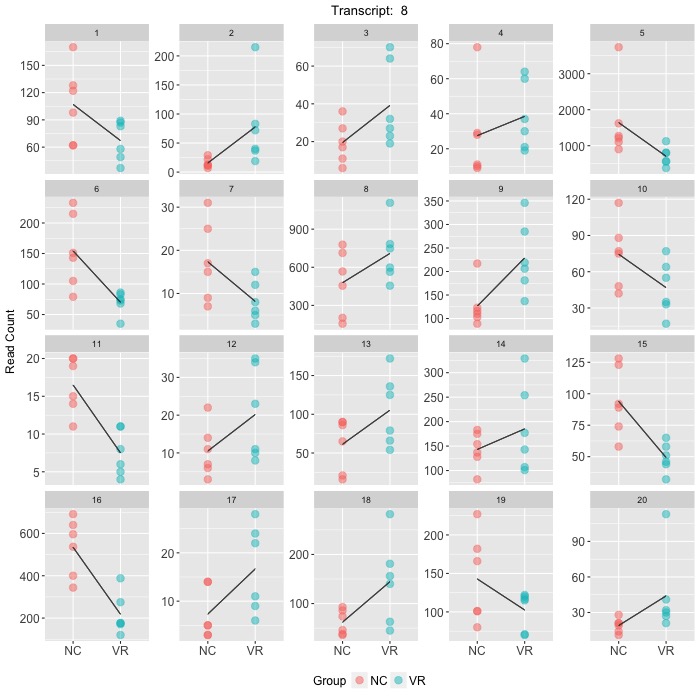 Transcript: 8
1 2 3 4 5
150 120 90 60
200 150 100 50 0
60 40 20
80 60 40 20
3000 2000 1000
6 7 8 9 10
200 150 100 50
30 20 10
900 600 300
350 300 250 200 150 100
120 90 60 30
Read Count
11 12 13 14 15
20 15 10 5
30 20 10 0
150 100 50
300 250 200 150 100
125 100 75 50
16 17 18 19 20
600 400 200
20 10
200 100
200 150 100
90 60 30
NC VR NC VR NC VR NC VR NC VR
Group NC VR